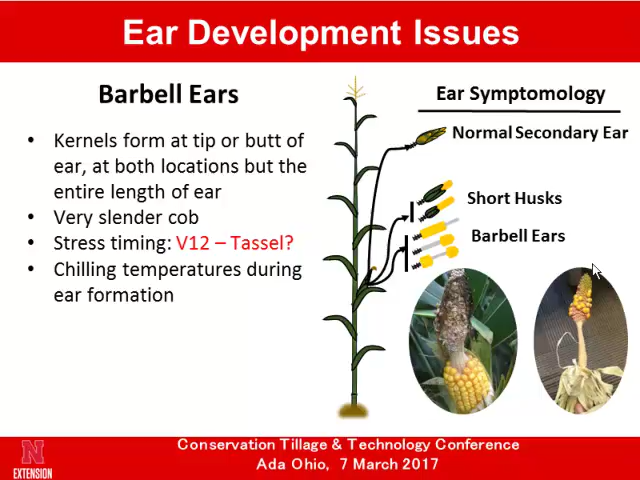 Ear Development Issues
Barbell Ears
• Kernels form at tip or butt of
ear, at both locations but the
entire length of ear
• Very slender cob
• Stress timing: V12 – Tassel?
• Chilling temperatures during
ear formation
Ear Symptomology
Normal Secondary Ear
Short Husks
Barbell Ears
N
EXTENSION
Conservation Tillage & Technology Conference
Ada Ohio, 7 March 2017